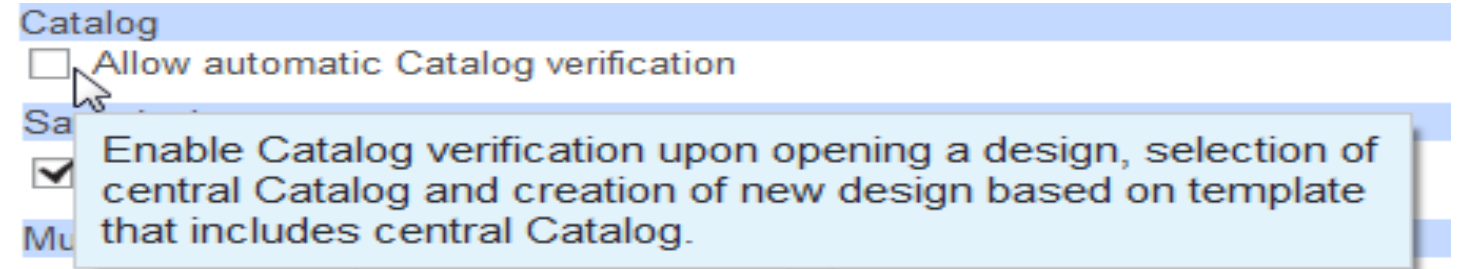 Catalog
Allow automatic Catalog verification
Enable Catalog verification upon opening a design, selection of
central Catalog and creation of new design based on template
that includes central Catalog.